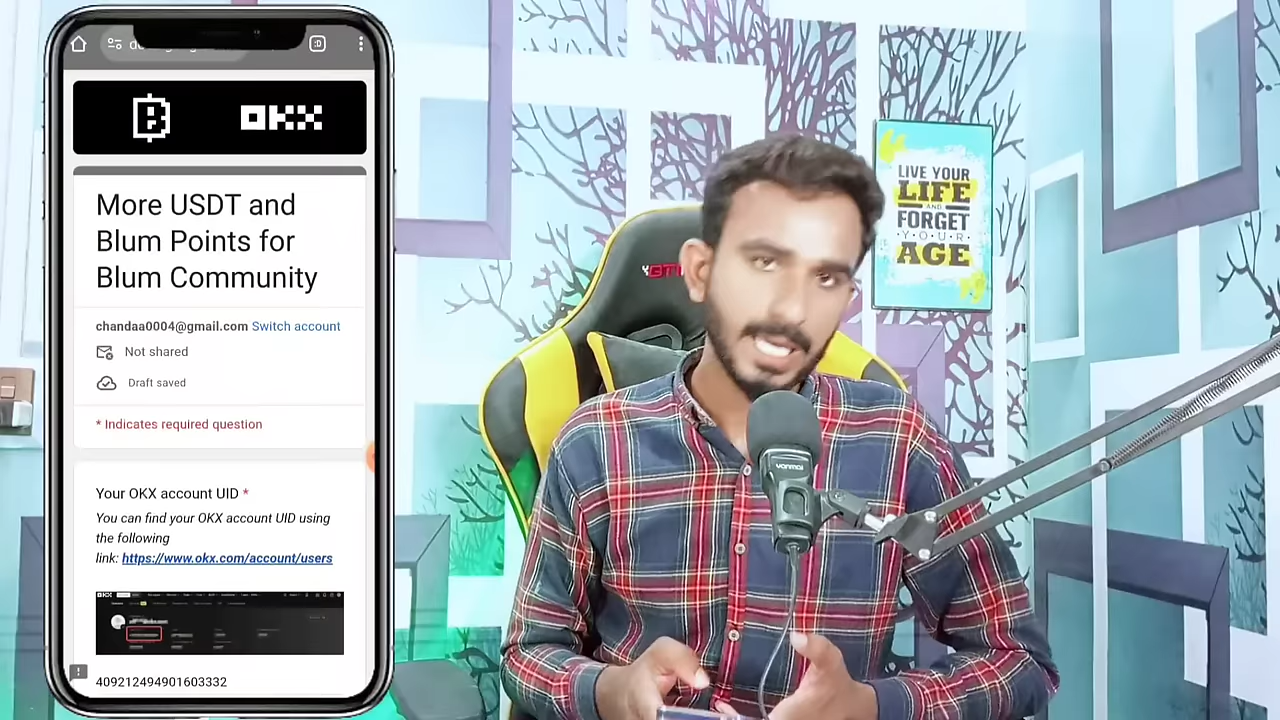 :D
OKX
More USDT and
Blum Points for
Blum Community
chandaa0004@gmail.com Switch account
Not shared
Draft saved
* Indicates required question
Your OKX account UID *
You can find your OKX account UID using
the following
link: https://www.okx.com/account/users
409212494901603332
LIVE YOUR
LIFE
AND
FORGET
YOUR
AGE
vanmai